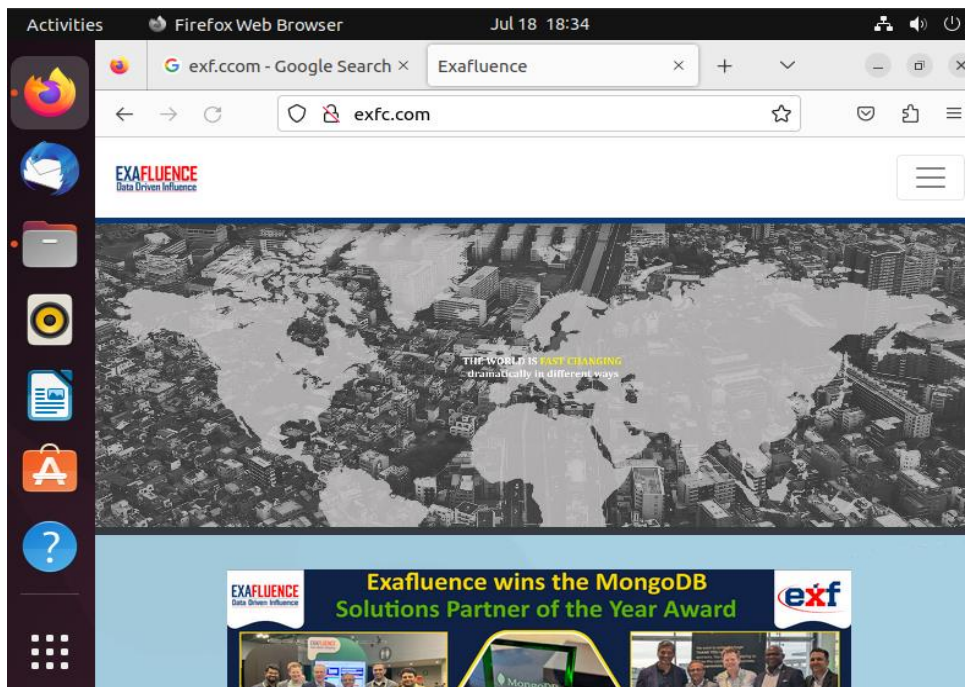 Activities Firefox Web Browser Jul 18 18:34
exf.ccom - Google Search Exafluence
exfc.com
EXAFLUENCE
Data Driven Influence
THE WORLD IS FAST CHANGING
dramatically in different ways
EXAFLUENCE
Data Driven Influence
Exafluence wins the MongoDB
Solutions Partner of the Year Award
exf
MongoDB